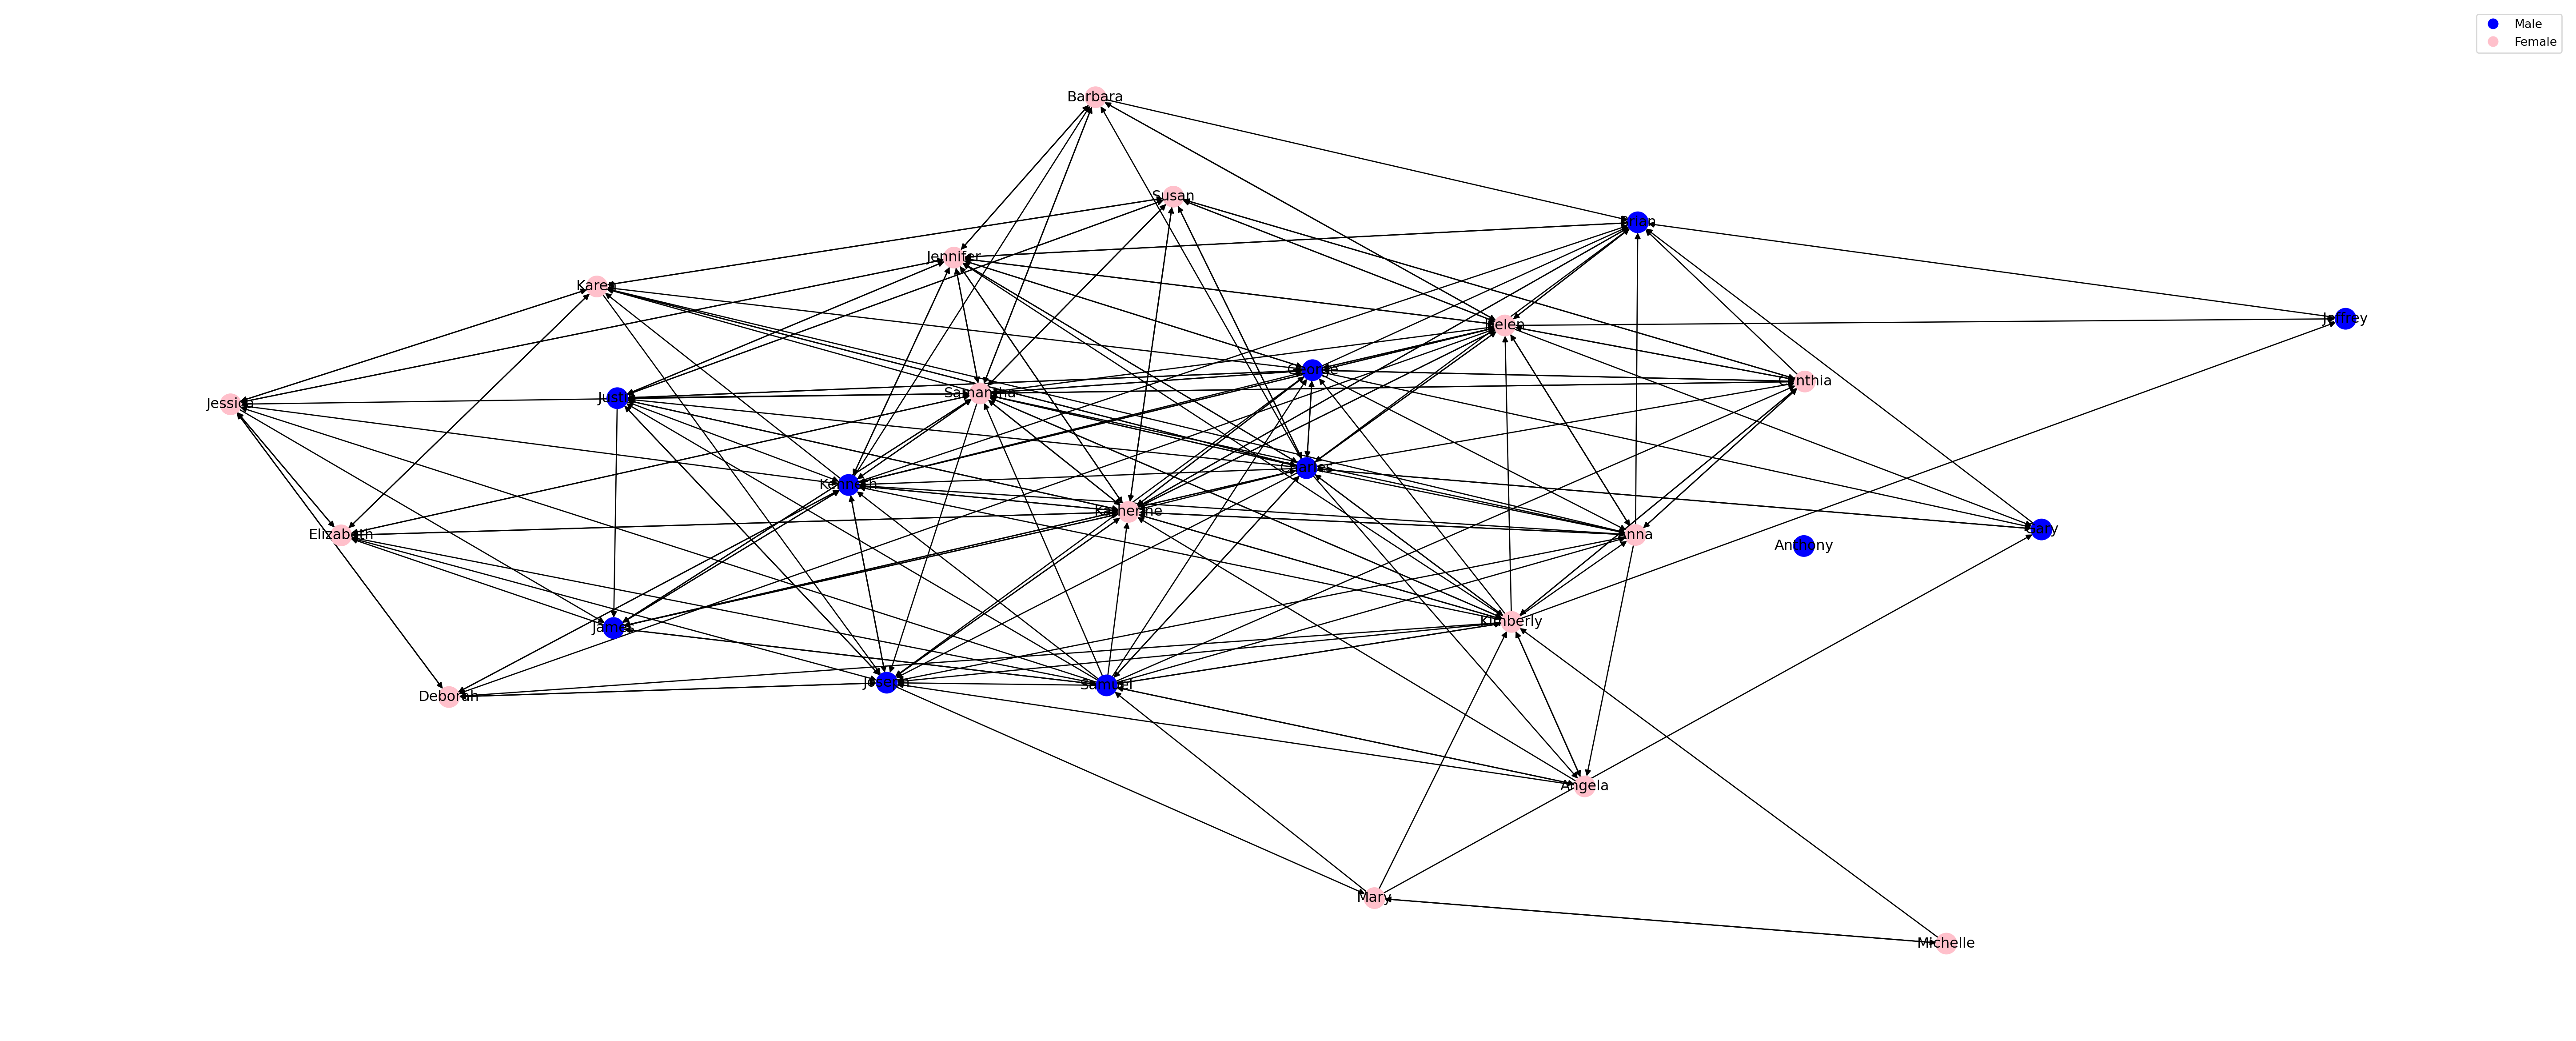 Male
Female
Barbara
Susan
Brian
Jennifer
Karen
Jeffrey
Helen
George
Cynthia
Samantha
Justin
Jessica
Charles
Kenneth
Katherine
Gary
Elizabeth
Anna
Anthony
Kimberly
James
Joseph
Samuel
Deborah
Angela
Mary
Michelle